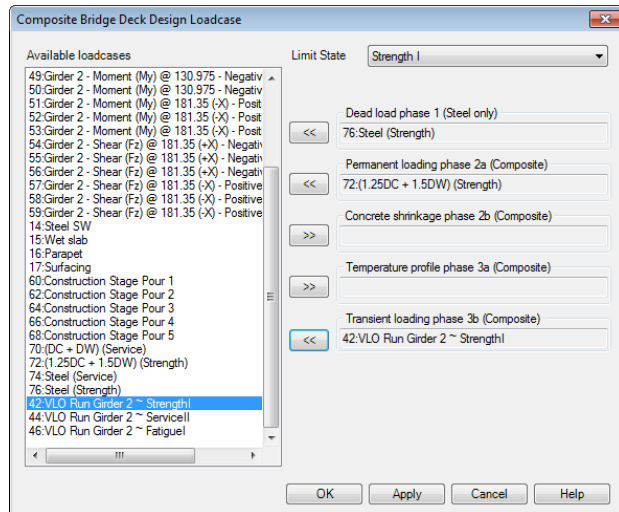 Composite Bridge Deck Design Loadcase
Available loadcases
Limit State
Strength I
49:Girder 2 - Moment (My) @ 130.975 - Negativ
50:Girder 2 - Moment (My) @ 130.975 - Negativ
51:Girder 2 - Moment (My) @ 181.35 (-X) - Posit
52:Girder 2 - Moment (My) @ 181.35 (-X) - Posit
53:Girder 2 - Moment (My) @ 181.35 (-X) - Posit
54:Girder 2 - Shear (Fz) @ 181.35 (+X) - Negati
55:Girder 2 - Shear (Fz) @ 181.35 (+X) - Negati
56:Girder 2 - Shear (Fz) @ 181.35 (+X) - Negati
57:Girder 2 - Shear (Fz) @ 181.35 (-X) - Positive
58:Girder 2 - Shear (Fz) @ 181.35 (-X) - Positive
59:Girder 2 - Shear (Fz) @ 181.35 (-X) - Positive
14:Steel SW
15:Wet slab
16:Parapet
17:Surfacing
60:Construction Stage Pour 1
62:Construction Stage Pour 2
64:Construction Stage Pour 3
66:Construction Stage Pour 4
68:Construction Stage Pour 5
70:(DC + DW) (Service)
72:(1.25DC + 1.5DW) (Strength)
74:Steel (Service)
76:Steel (Strength)
42:VLO Run Girder 2 ~ StrengthI
44:VLO Run Girder 2 ~ ServiceII
46:VLO Run Girder 2 ~ FatigueI
Dead load phase 1 (Steel only)
<< 76:Steel (Strength)
Permanent loading phase 2a (Composite)
<< 72:(1.25DC + 1.5DW) (Strength)
Concrete shrinkage phase 2b (Composite)
>>
Temperature profile phase 3a (Composite)
>>
Transient loading phase 3b (Composite)
<< 42:VLO Run Girder 2 ~ StrengthI
OK Apply Cancel Help